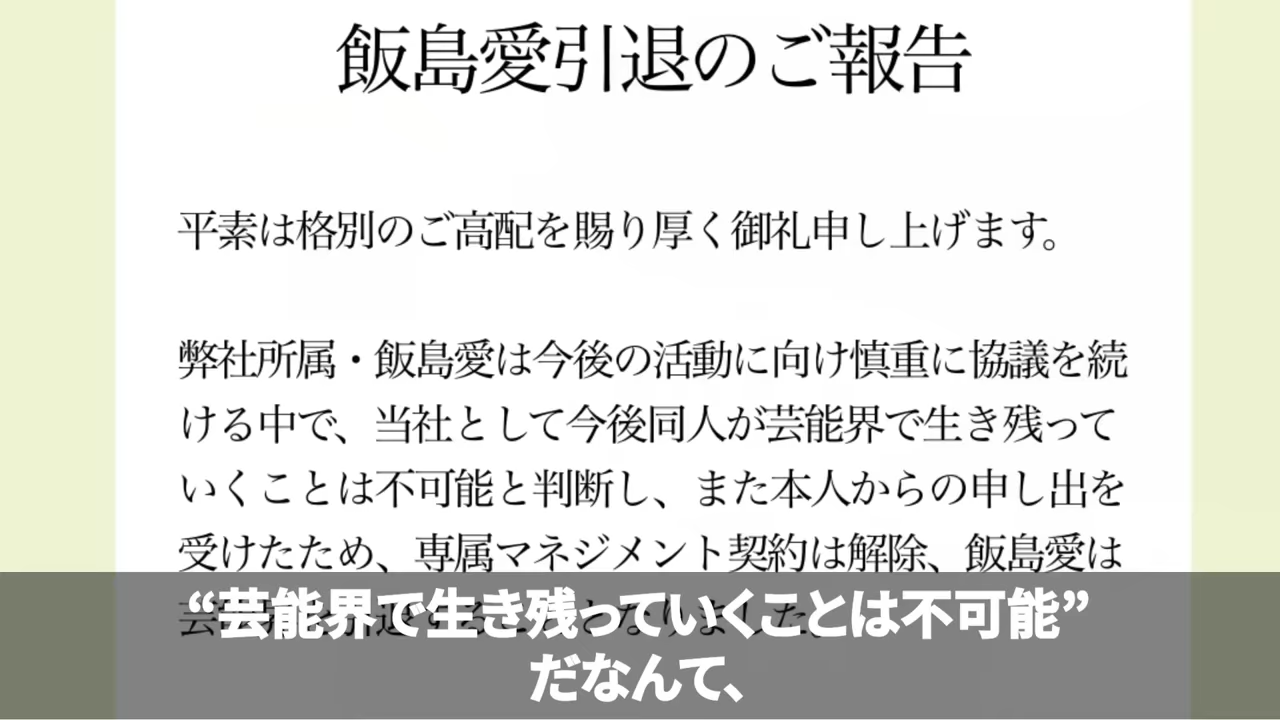 飯島愛引退のご報告
平素は格別のご高配を賜り厚く御礼申し上げます。
弊社所属・飯島愛は今後の活動に向け慎重に協議を続
ける中で、当社として今後同人が芸能界で生き残って
いくことは不可能と判断し、また本人からの申し出を
受けたため、専属マネジメント契約は解除、飯島愛は
“芸能界で生き残っていくことは不可能”
だなんて、